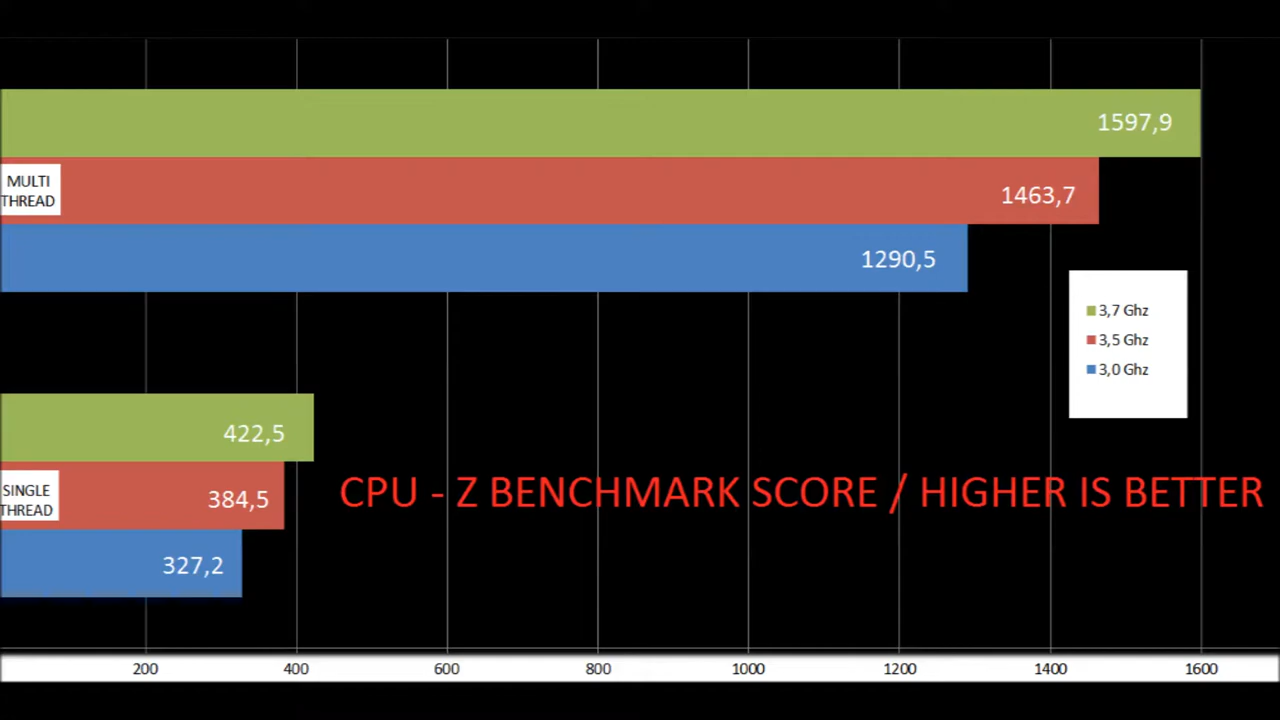 1597,9
MULTI
THREAD
1463,7
1290,5
3,7 Ghz
3,5 Ghz
3,0 Ghz
422,5
SINGLE
THREAD
384,5
CPU - Z BENCHMARK SCORE / HIGHER IS BETTER
327,2
200 400 600 800 1000 1200 1400 1600